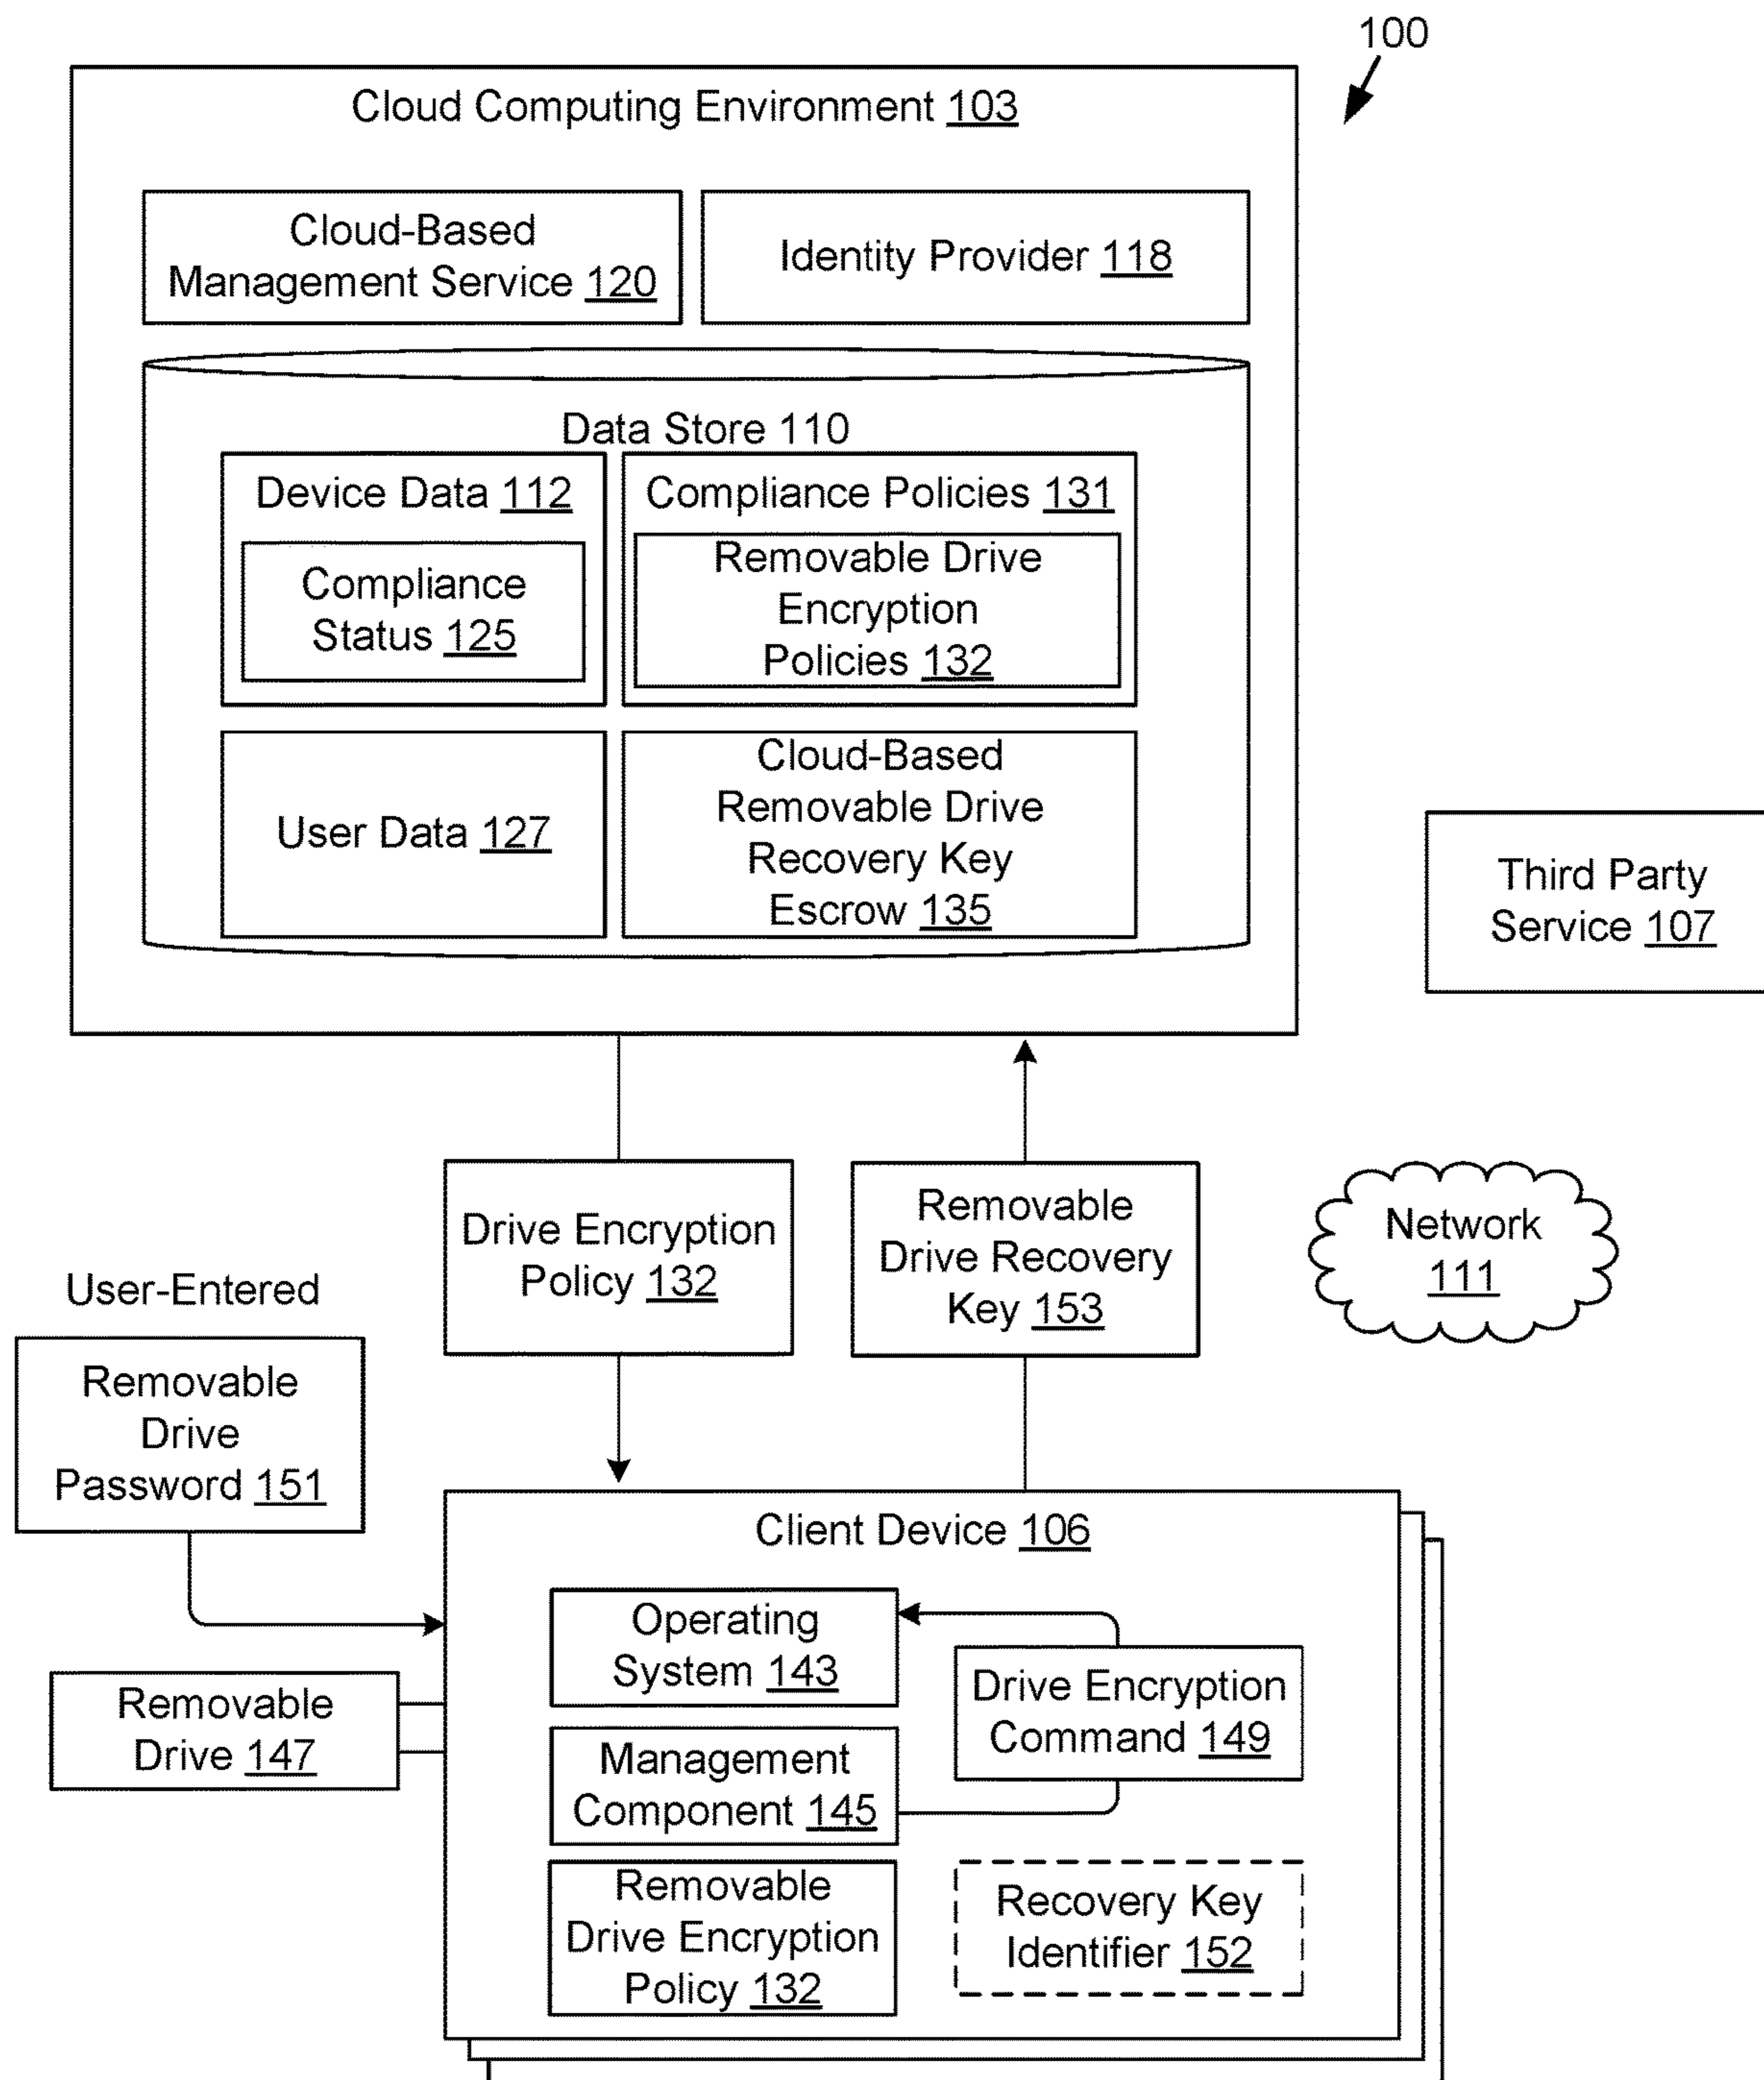 100
Cloud Computing Environment 103
Cloud-Based
Management Service 120
Identity Provider 118
Data Store 110
Device Data 112
Compliance
Status 125
Compliance Policies 131
Removable Drive
Encryption
Policies 132
User Data 127
Cloud-Based
Removable Drive
Recovery Key
Escrow 135
Third Party
Service 107
Drive Encryption
Policy 132
Removable
Drive Recovery
Key 153
Network
111
User-Entered
Removable
Drive
Password 151
Client Device 106
Operating
System 143
Drive Encryption
Command 149
Removable
Drive 147
Management
Component 145
Removable
Drive Encryption
Policy 132
Recovery Key
Identifier 152